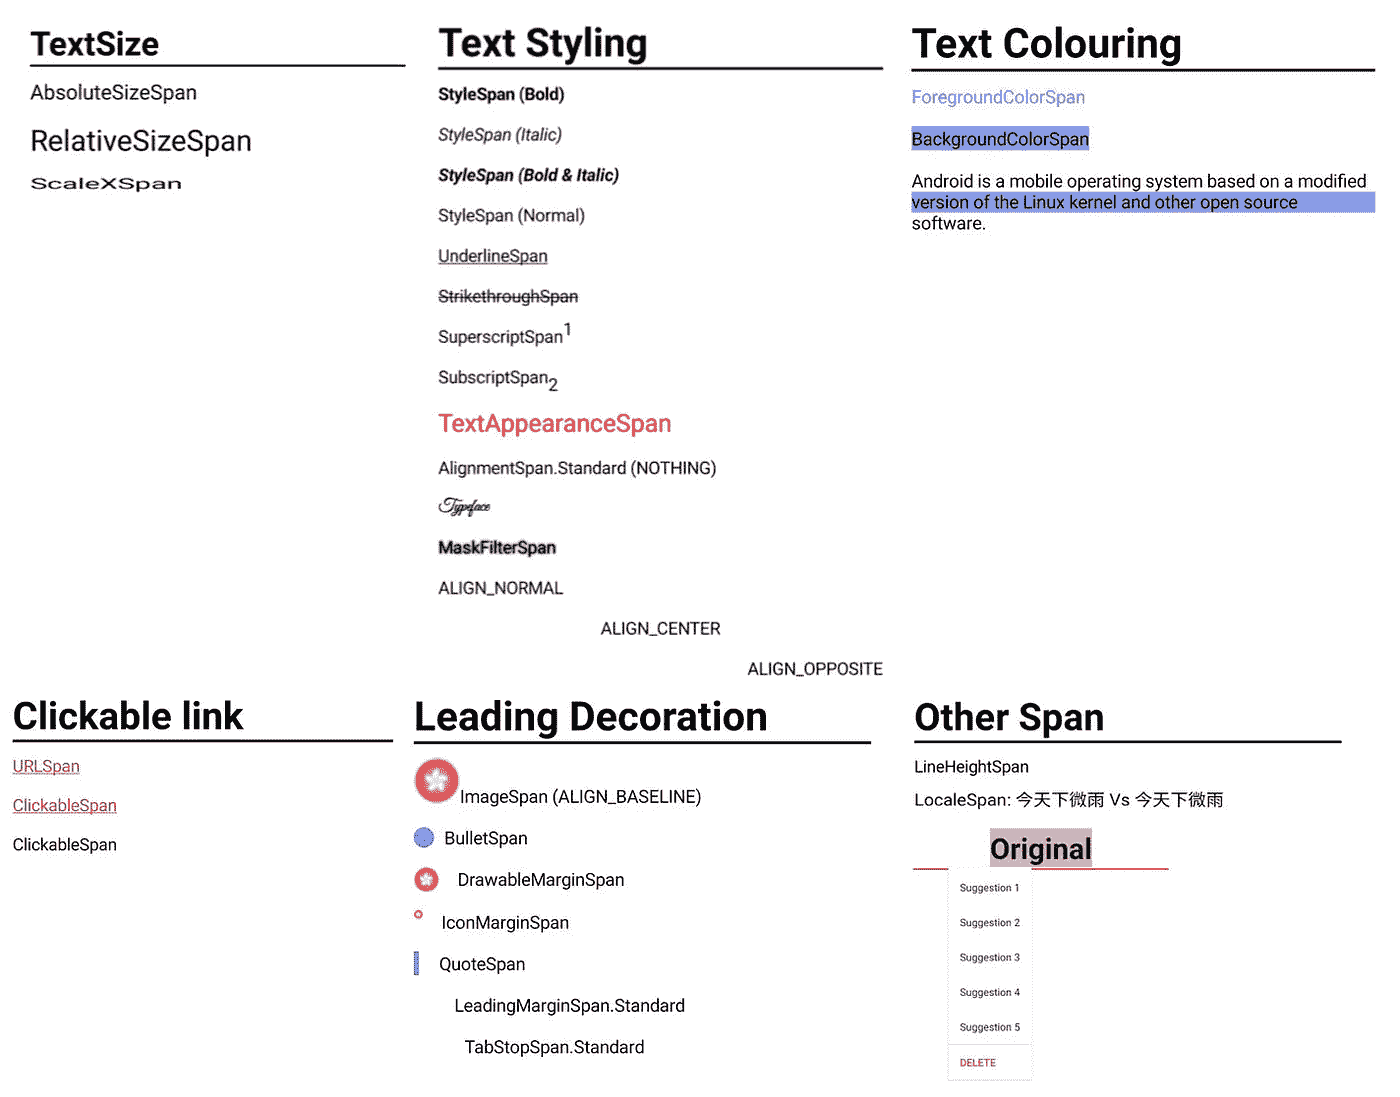 TextSize
AbsoluteSizeSpan
RelativeSizeSpan
ScaleXSpan
Text Styling
StyleSpan (Bold)
StyleSpan (Italic)
StyleSpan (Bold & Italic)
StyleSpan (Normal)
UnderlineSpan
StrikethroughSpan
SuperscriptSpan1
SubscriptSpan2
TextAppearanceSpan
AlignmentSpan.Standard (NOTHING)
Typeface
MaskFilterSpan
ALIGN_NORMAL
ALIGN_CENTER
ALIGN_OPPOSITE
Text Colouring
ForegroundColorSpan
BackgroundColorSpan
Android is a mobile operating system based on a modified
version of the Linux kernel and other open source
software.
Clickable link
URLSpan
ClickableSpan
ClickableSpan
Leading Decoration
ImageSpan (ALIGN_BASELINE)
BulletSpan
DrawableMarginSpan
IconMarginSpan
QuoteSpan
LeadingMarginSpan.Standard
TabStopSpan.Standard
Other Span
LineHeightSpan
LocaleSpan: 今天下微雨 Vs 今天下微雨
Original
Suggestion 1
Suggestion 2
Suggestion 3
Suggestion 4
Suggestion 5
DELETE